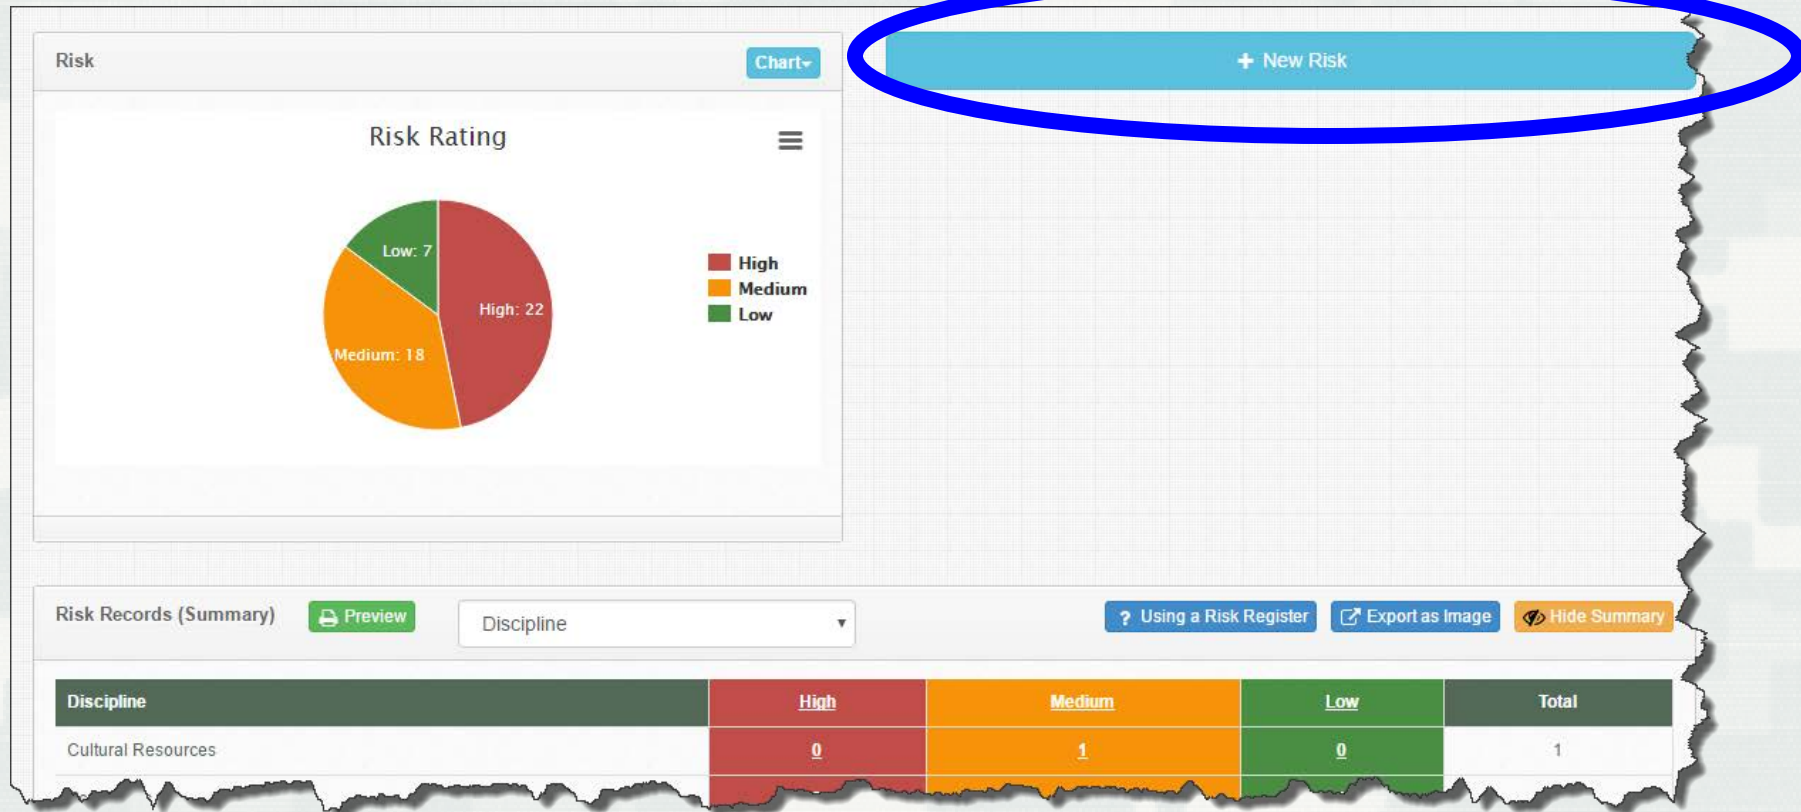 Risk
Chart
+ New Risk
Risk Rating
Low: 7
High: 22
Medium: 18
High
Medium
Low
Risk Records (Summary)
Preview
Discipline
? Using a Risk Register
Export as Image
Hide Summary
Discipline High Medium Low Total
Cultural Resources 0 1 0 1